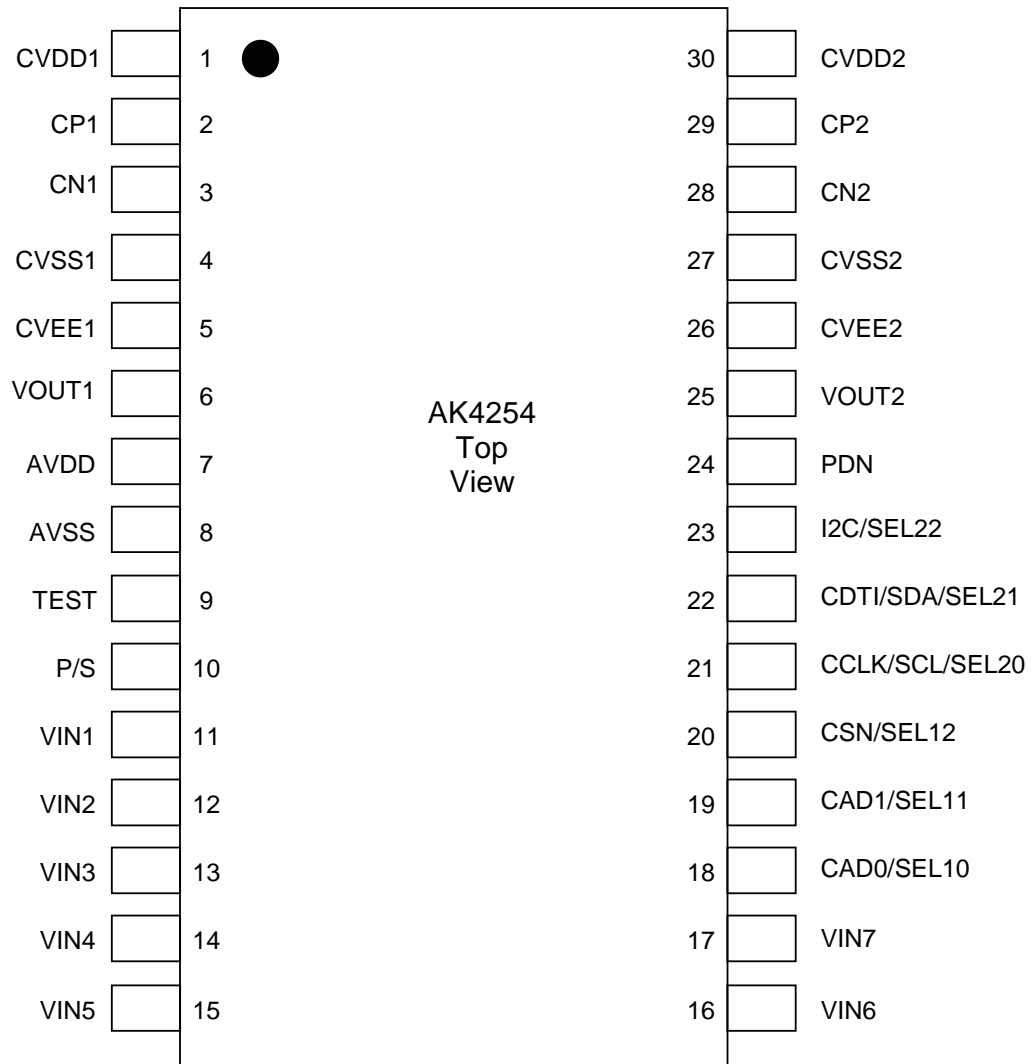 CVDD1 1 30 CVDD2
CP1 2 29 CP2
CN1 3 28 CN2
CVSS1 4 27 CVSS2
CVEE1 5 26 CVEE2
VOUT1 6 25 VOUT2
AK4254
Top
View
AVDD 7 24 PDN
AVSS 8 23 I2C/SEL22
TEST 9 22 CDTI/SDA/SEL21
P/S 10 21 CCLK/SCL/SEL20
VIN1 11 20 CSN/SEL12
VIN2 12 19 CAD1/SEL11
VIN3 13 18 CAD0/SEL10
VIN4 14 17 VIN7
VIN5 15 16 VIN6